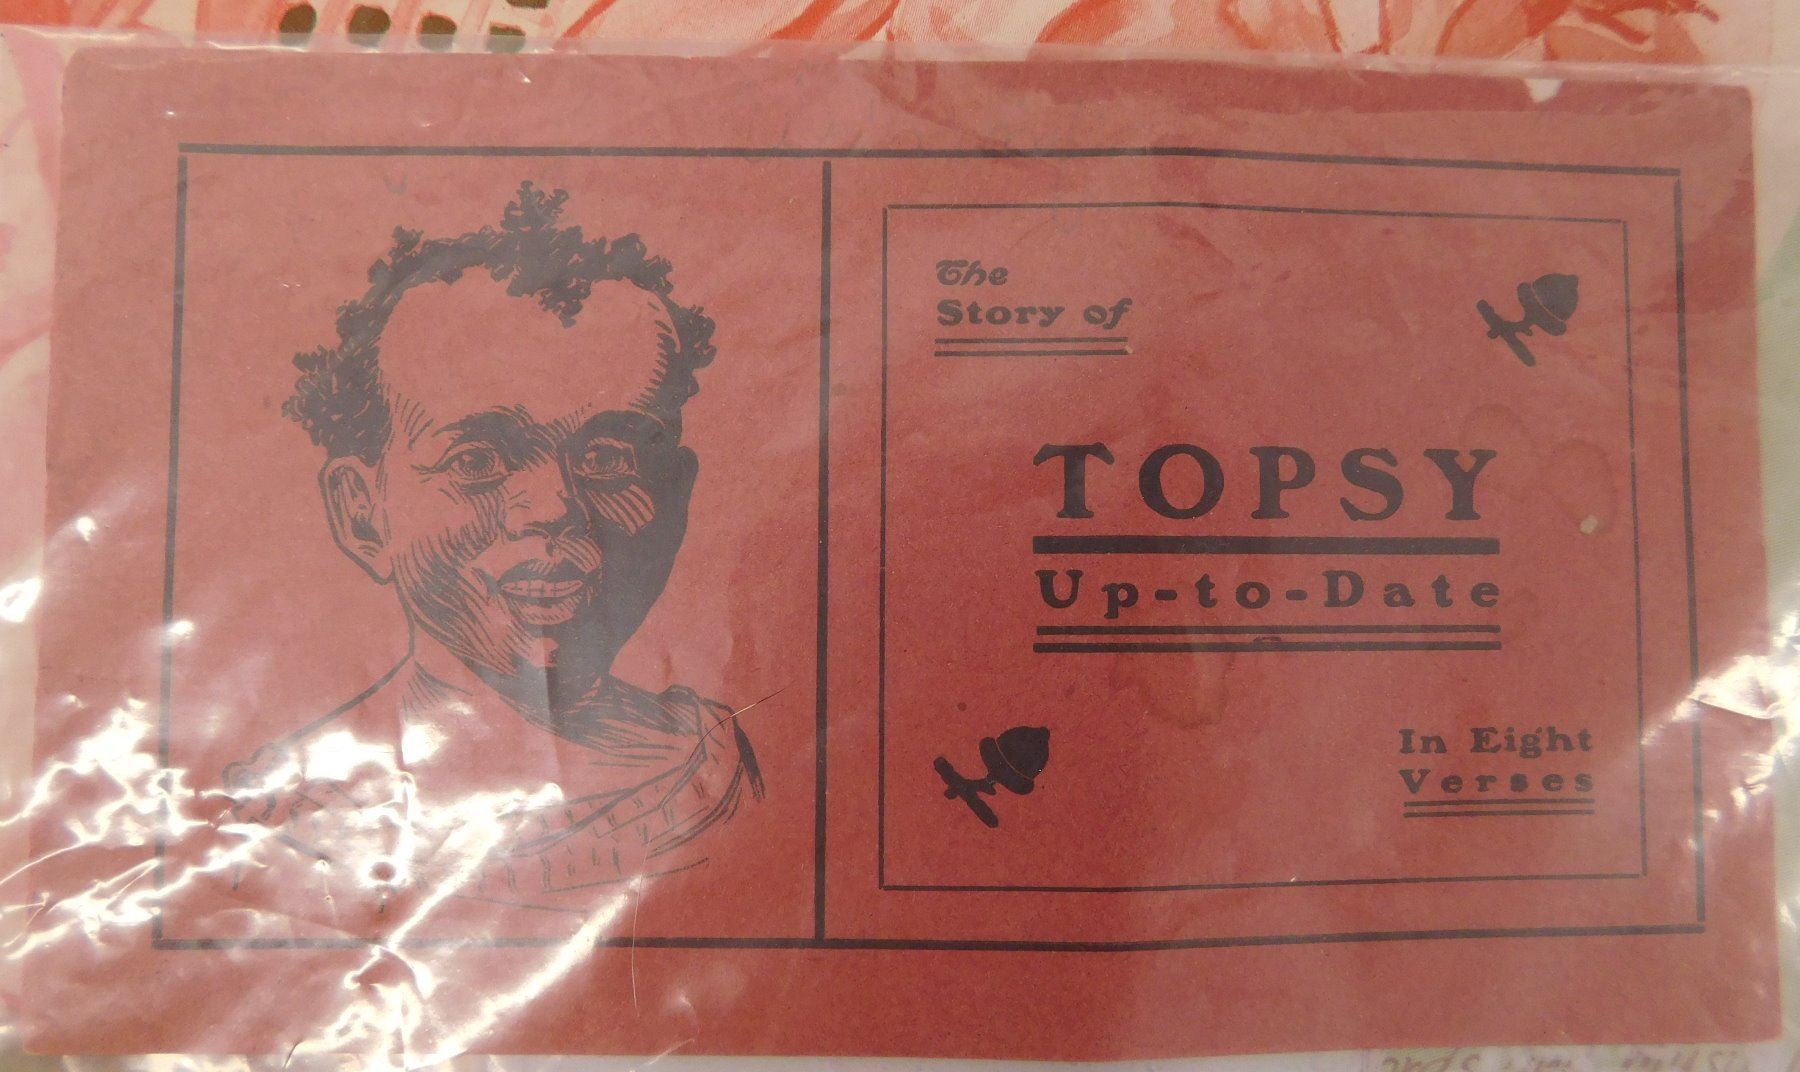 The
Story of
TOPSY
Up-to-Date
In Eight
Verses